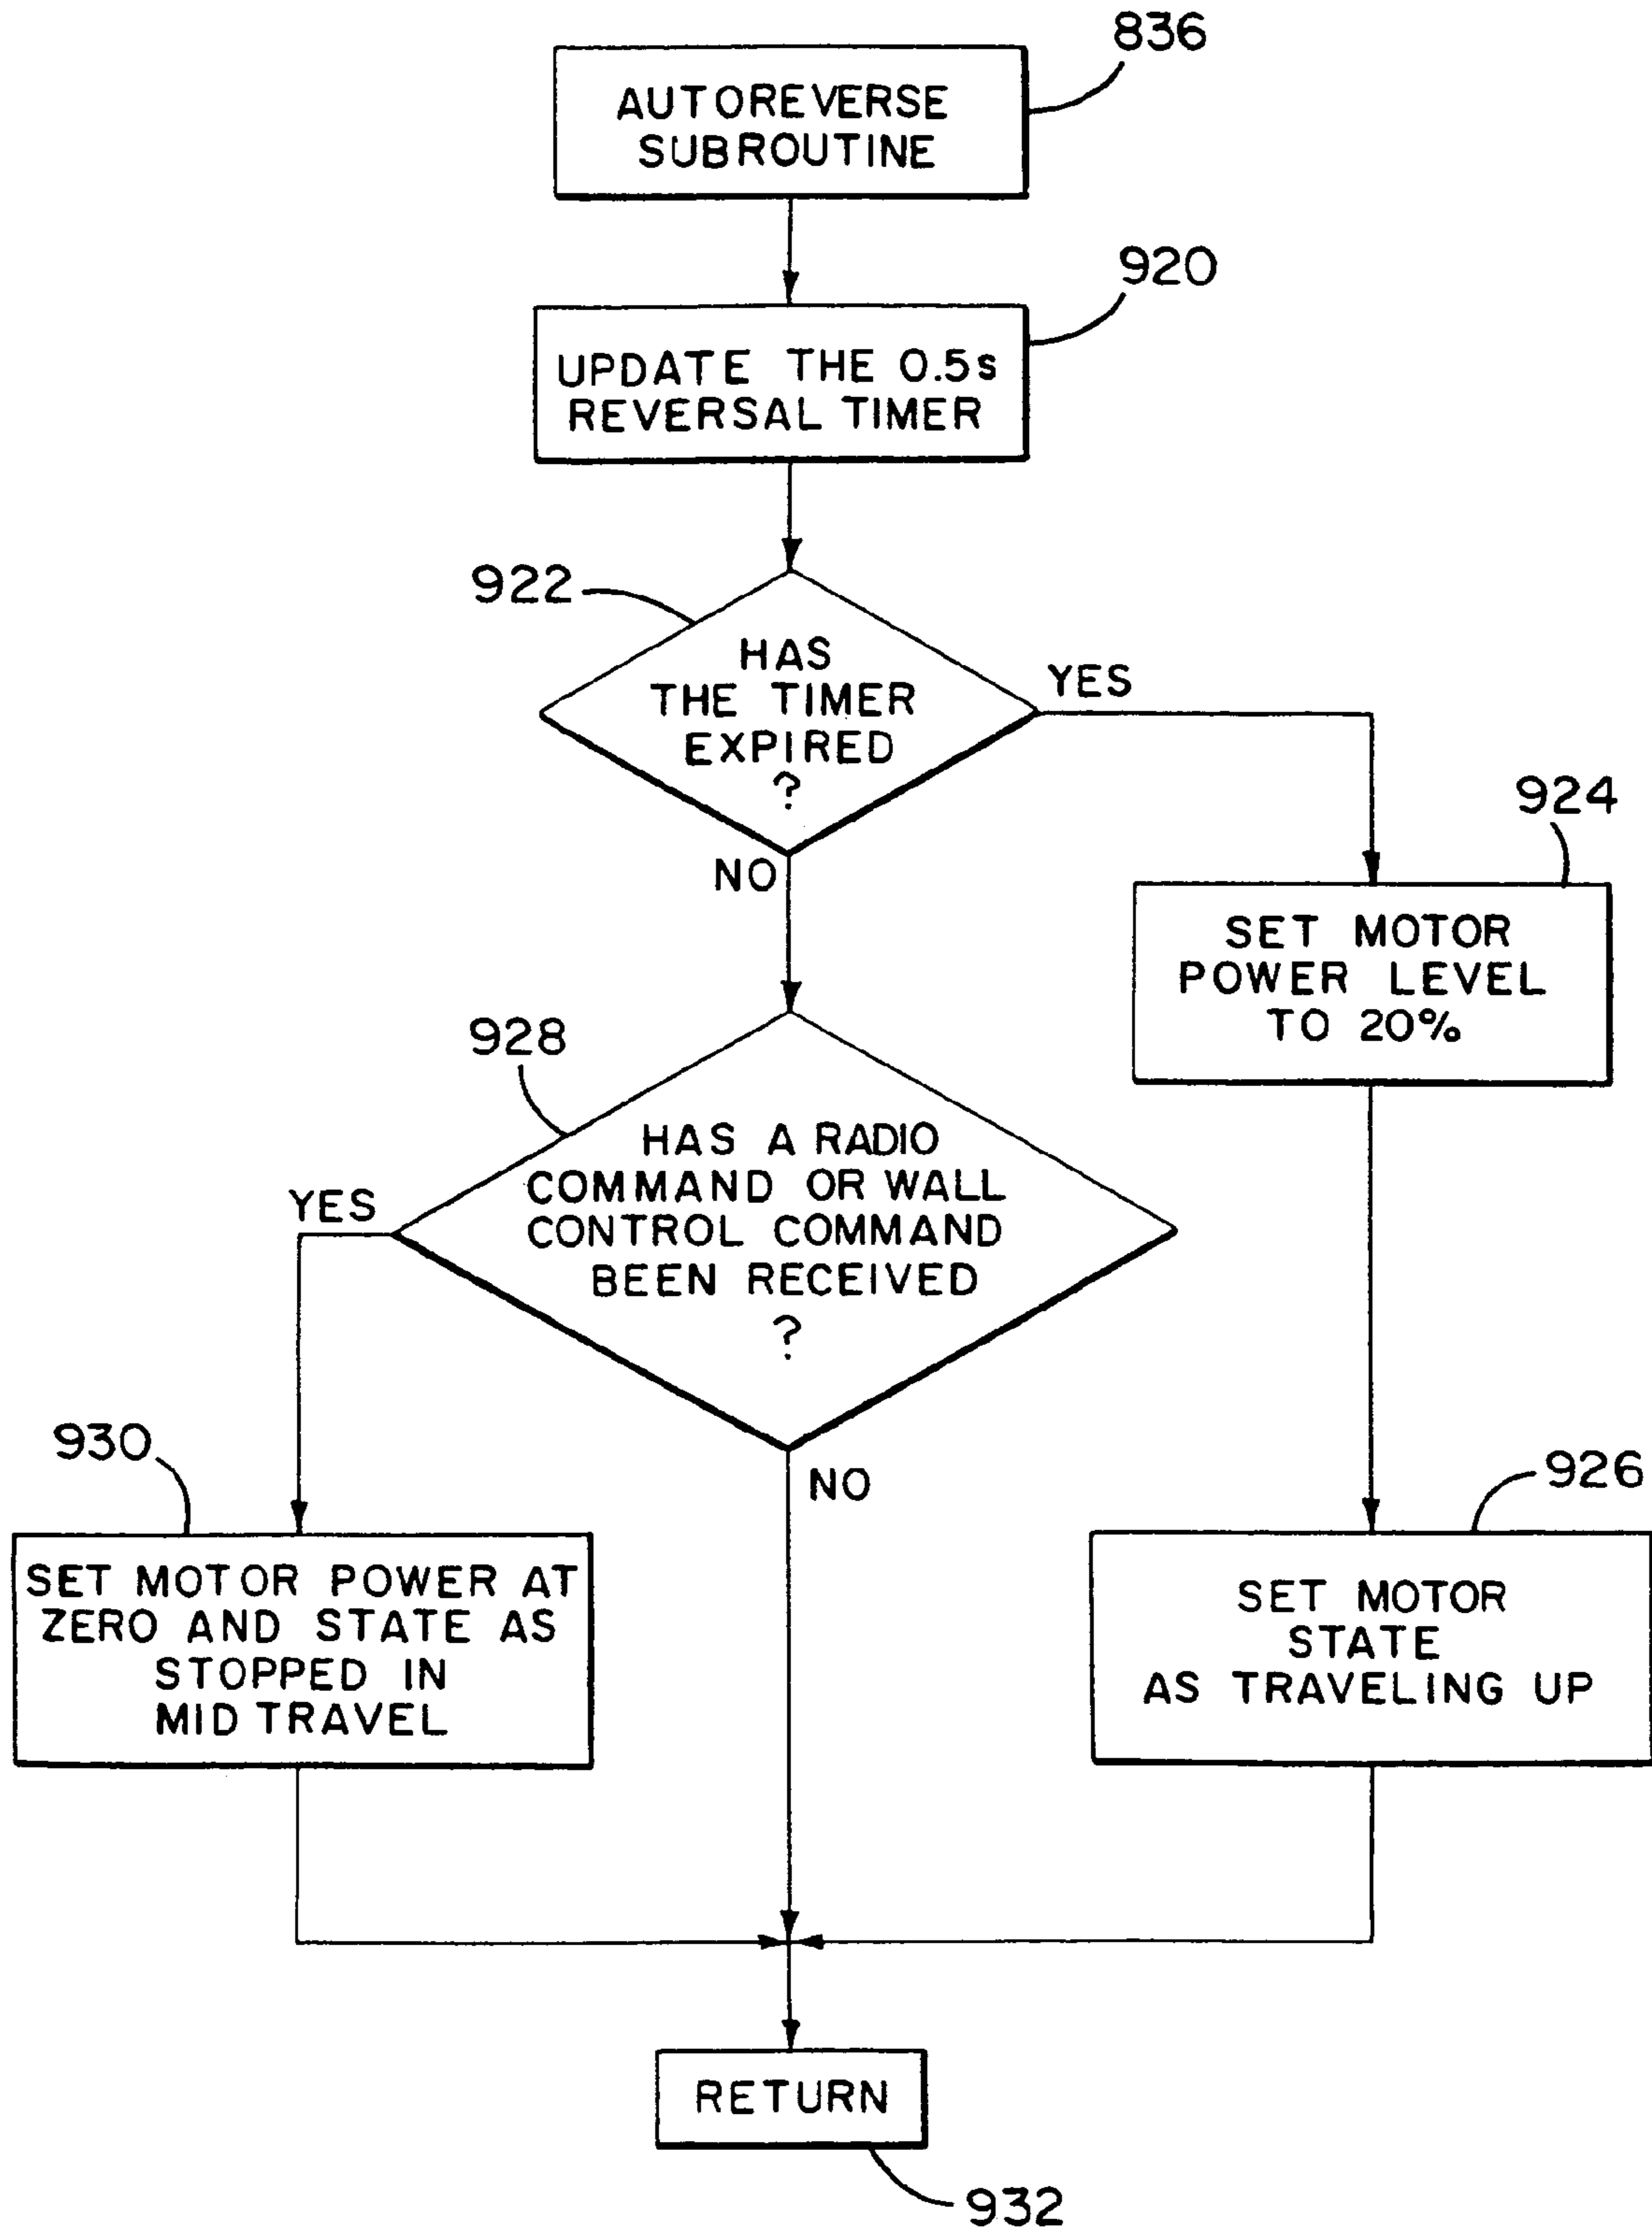 836
AUTOREVERSE
SUBROUTINE
920
UPDATE THE 0.5s
REVERSAL TIMER
922
HAS
THE TIMER
EXPIRED
?
YES
NO
924
SET MOTOR
POWER LEVEL
TO 20%
928
HAS A RADIO
COMMAND OR WALL
CONTROL COMMAND
BEEN RECEIVED
?
YES
NO
930
SET MOTOR POWER AT
ZERO AND STATE AS
STOPPED IN
MID TRAVEL
926
SET MOTOR
STATE
AS TRAVELING UP
RETURN
932